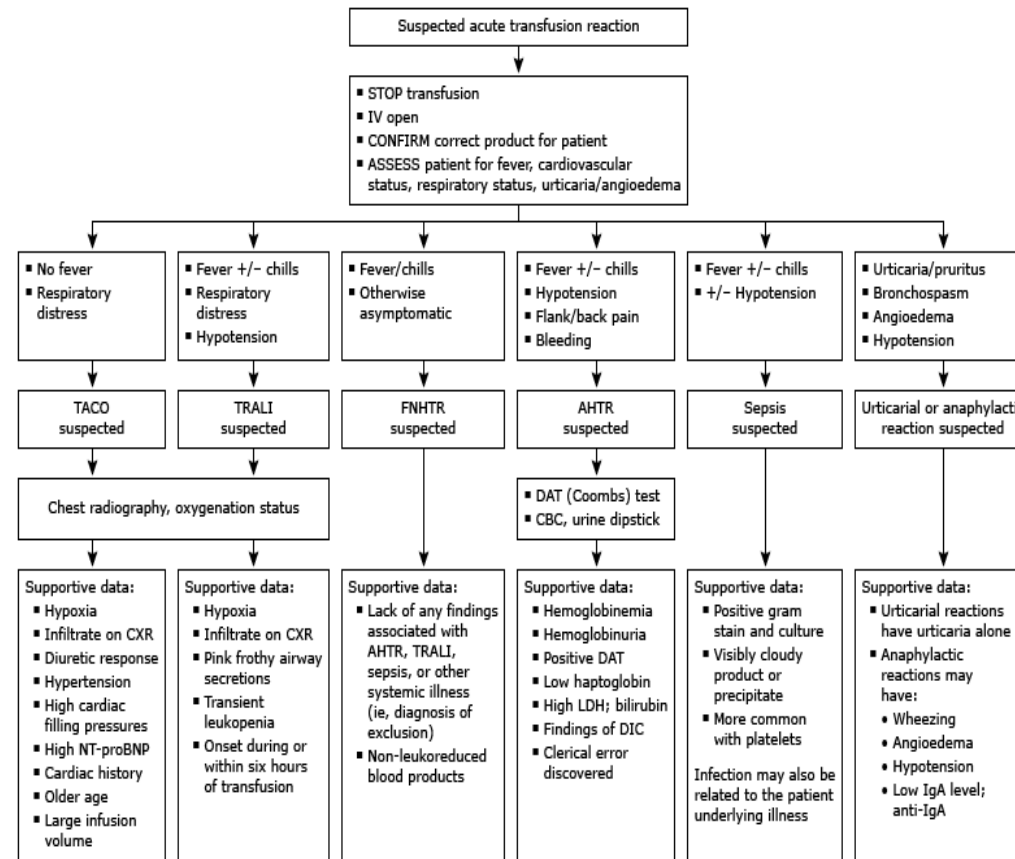 Suspected acute transfusion reaction
▪ STOP transfusion
▪ IV open
▪ CONFIRM correct product for patient
▪ ASSESS patient for fever, cardiovascular
status, respiratory status, urticaria/angioedema
▪ No fever
▪ Respiratory
distress
▪ Fever +/– chills
▪ Respiratory
distress
▪ Hypotension
▪ Fever/chills
▪ Otherwise
asymptomatic
▪ Fever +/– chills
▪ Hypotension
▪ Flank/back pain
▪ Bleeding
▪ Fever +/– chills
▪ +/– Hypotension
▪ Urticaria/pruritus
▪ Bronchospasm
▪ Angioedema
▪ Hypotension
TACO
suspected
TRALI
suspected
FNHTR
suspected
AHTR
suspected
Sepsis
suspected
Urticarial or anaphylacti
reaction suspected
Chest radiography, oxygenation status
▪ DAT (Coombs) test
▪ CBC, urine dipstick
Supportive data:
▪ Hypoxia
▪ Infiltrate on CXR
▪ Diuretic response
▪ Hypertension
▪ High cardiac
filling pressures
▪ High NT-proBNP
▪ Cardiac history
▪ Older age
▪ Large infusion
volume
Supportive data:
▪ Hypoxia
▪ Infiltrate on CXR
▪ Pink frothy airway
secretions
▪ Transient
leukopenia
▪ Onset during or
within six hours
of transfusion
Supportive data:
▪ Lack of any findings
associated with
AHTR, TRALI,
sepsis, or other
systemic illness
(ie, diagnosis of
exclusion)
▪ Non-leukoreduced
blood products
Supportive data:
▪ Hemoglobinemia
▪ Hemoglobinuria
▪ Positive DAT
▪ Low haptoglobin
▪ High LDH; bilirubin
▪ Findings of DIC
▪ Clerical error
discovered
Supportive data:
▪ Positive gram
stain and culture
▪ Visibly cloudy
product or
precipitate
▪ More common
with platelets
Infection may also be
related to the patient
underlying illness
Supportive data:
▪ Urticarial reactions
have urticaria alone
▪ Anaphylactic
reactions may
have:
• Wheezing
• Angioedema
• Hypotension
• Low IgA level;
anti-IgA